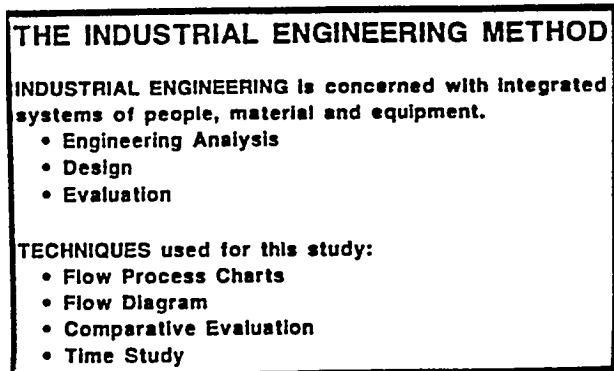 THE INDUSTRIAL ENGINEERING METHOD
INDUSTRIAL ENGINEERING is concerned with integrated
systems of people, material and equipment.
• Engineering Analysis
• Design
• Evaluation
TECHNIQUES used for this study:
• Flow Process Charts
• Flow Diagram
• Comparative Evaluation
• Time Study